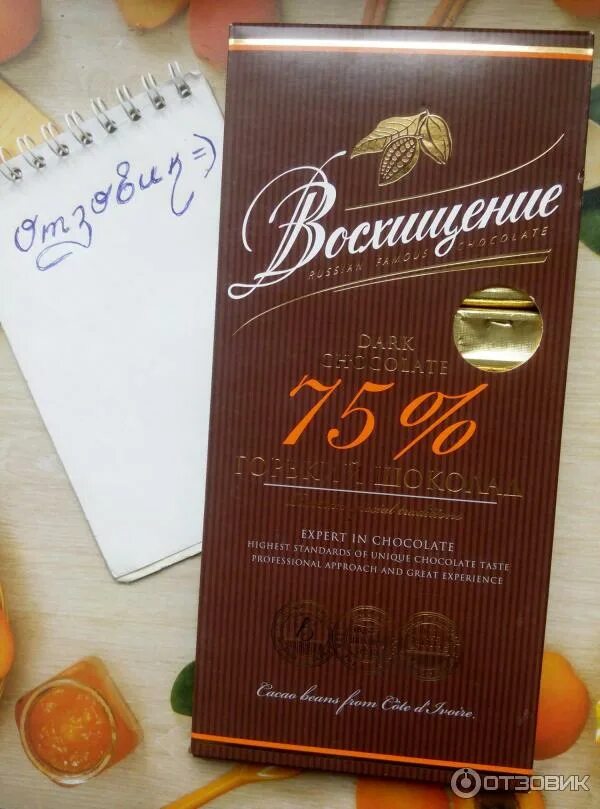 отзовик =)
Восхищение
RUSSIAN FAMOUS CHOCOLATE
DARK
CHOCOLATE
75%
ГОРЬКИЙ ШОКОЛАД
traditions
EXPERT IN CHOCOLATE
HIGHEST STANDARDS OF UNIQUE CHOCOLATE TASTE
PROFESSIONAL APPROACH AND GREAT EXPERIENCE
Cacao beans from Côte d'Ivoire.
ОТЗОВИК